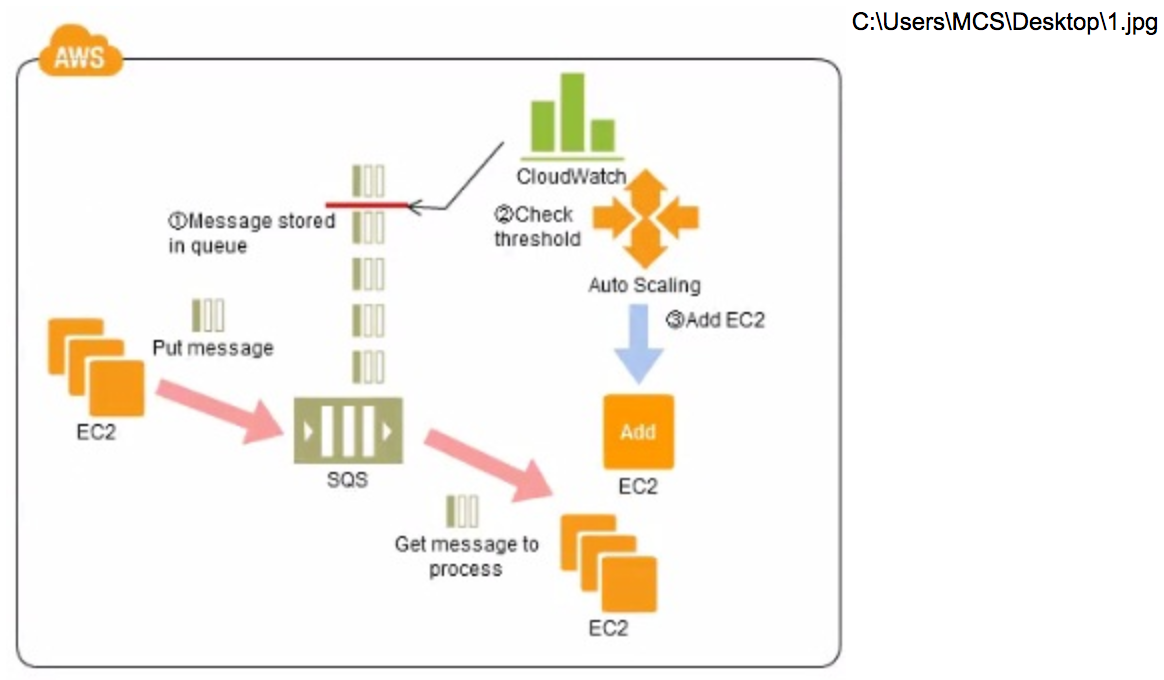 C:\Users\MCS\Desktop\1.jpg
AWS
CloudWatch
①Message stored
in queue
②Check
threshold
Auto Scaling
③Add EC2
Put message
EC2
Add
EC2
SQS
Get message to
process
EC2